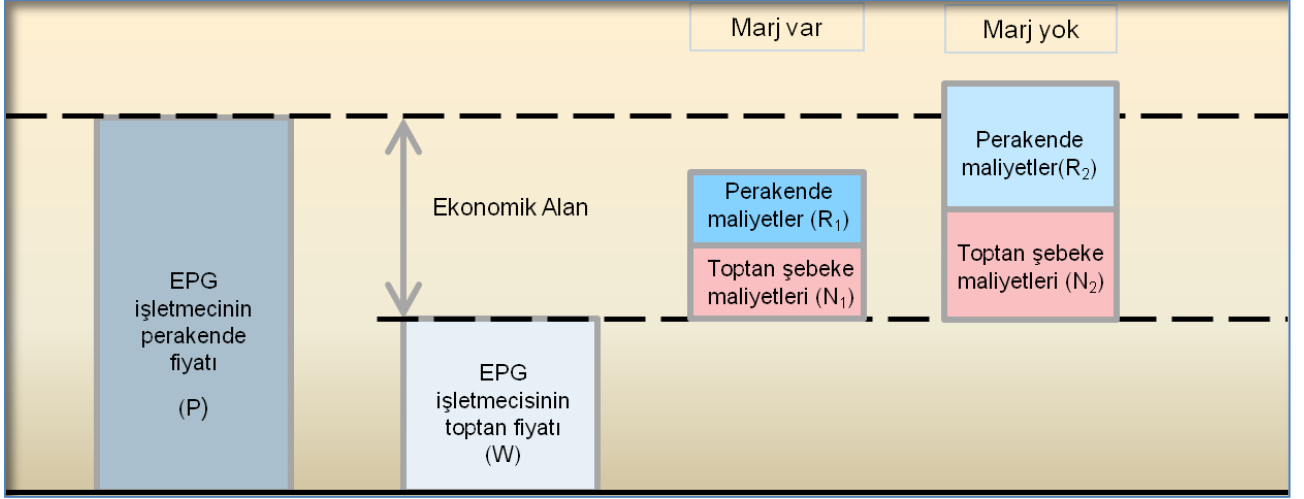 Marj var
Marj yok
EPG
işletmecinin
perakende
fiyatı
(P)
Ekonomik Alan
EPG
işletmecisinin
toptan fiyatı
(W)
Perakende
maliyetler (R₁)
Toptan şebeke
maliyetleri (N₁)
Perakende
maliyetler(R₂)
Toptan şebeke
maliyetleri (N₂)